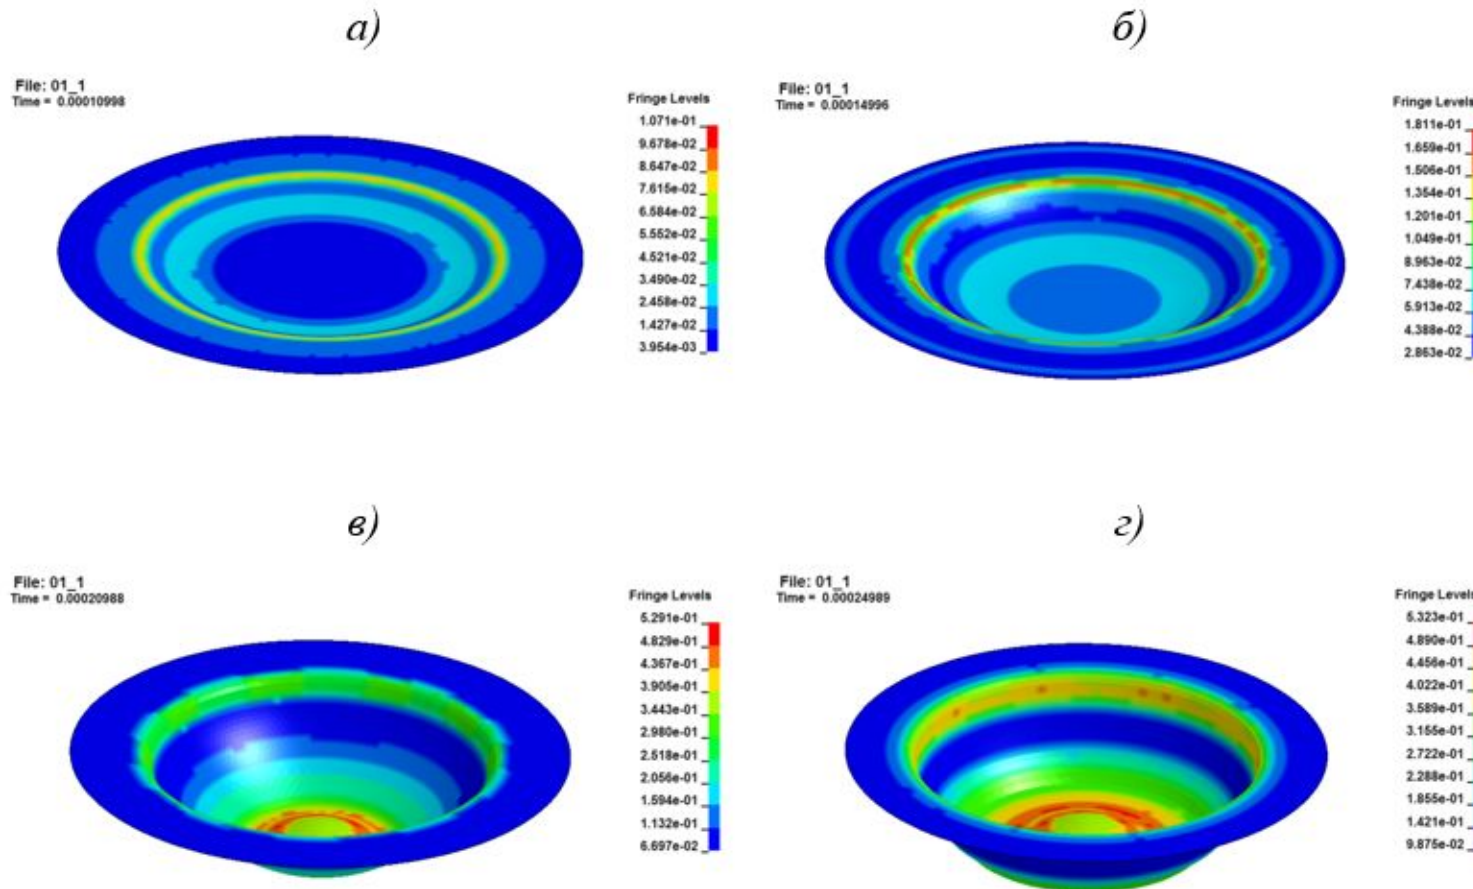 а)
б)
File: 01_1
Time = 0.00010998
Fringe Levels
1.071e-01
9.678e-02
8.647e-02
7.615e-02
6.584e-02
5.552e-02
4.521e-02
3.490e-02
2.458e-02
1.427e-02
3.954e-03
File: 01_1
Time = 0.00014996
Fringe Levels
1.811e-01
1.659e-01
1.506e-01
1.354e-01
1.201e-01
1.049e-01
8.963e-02
7.438e-02
5.913e-02
4.388e-02
2.863e-02
в)
г)
File: 01_1
Time = 0.00020988
Fringe Levels
5.291e-01
4.829e-01
4.367e-01
3.905e-01
3.443e-01
2.980e-01
2.518e-01
2.056e-01
1.594e-01
1.132e-01
6.697e-02
File: 01_1
Time = 0.00024989
Fringe Levels
5.323e-01
4.890e-01
4.456e-01
4.022e-01
3.589e-01
3.155e-01
2.722e-01
2.288e-01
1.855e-01
1.421e-01
9.875e-02